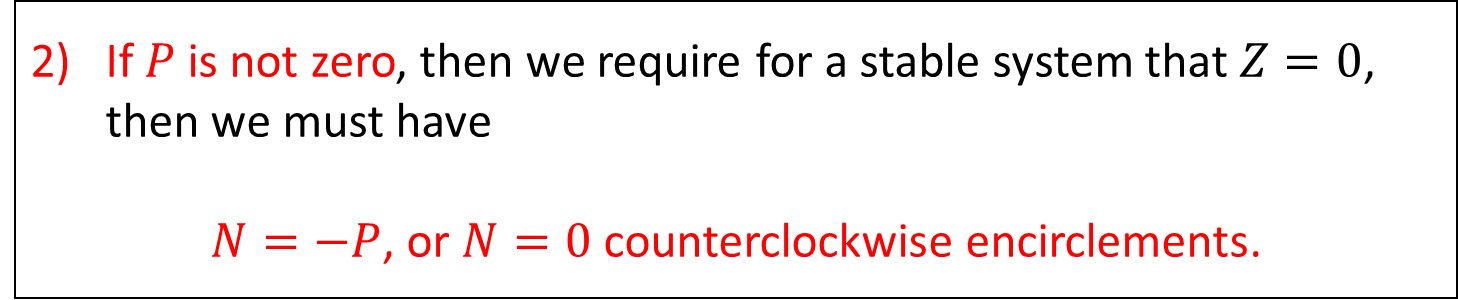 2) If P is not zero, then we require for a stable system that Z = 0,
then we must have
N = −P, or N = 0 counterclockwise encirclements.